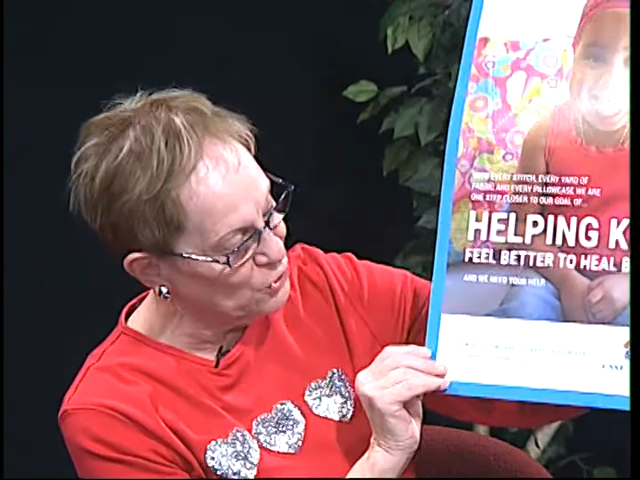 WITH EVERY STITCH, EVERY YARD OF
FABRIC AND EVERY PILLOWCASE WE ARE
ONE STEP CLOSER TO OUR GOAL OF...
HELPING K
FEEL BETTER TO HEAL B
AND WE NEED YOUR HELP